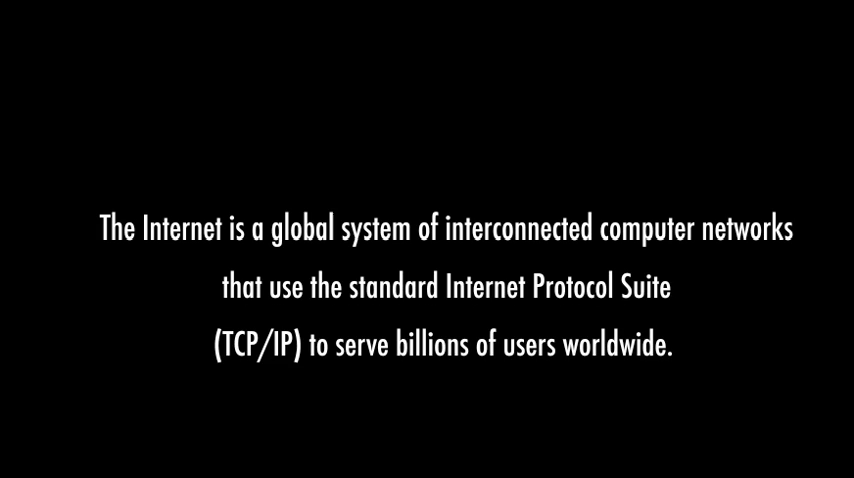 The Internet is a global system of interconnected computer networks
that use the standard Internet Protocol Suite
(TCP/IP) to serve billions of users worldwide.